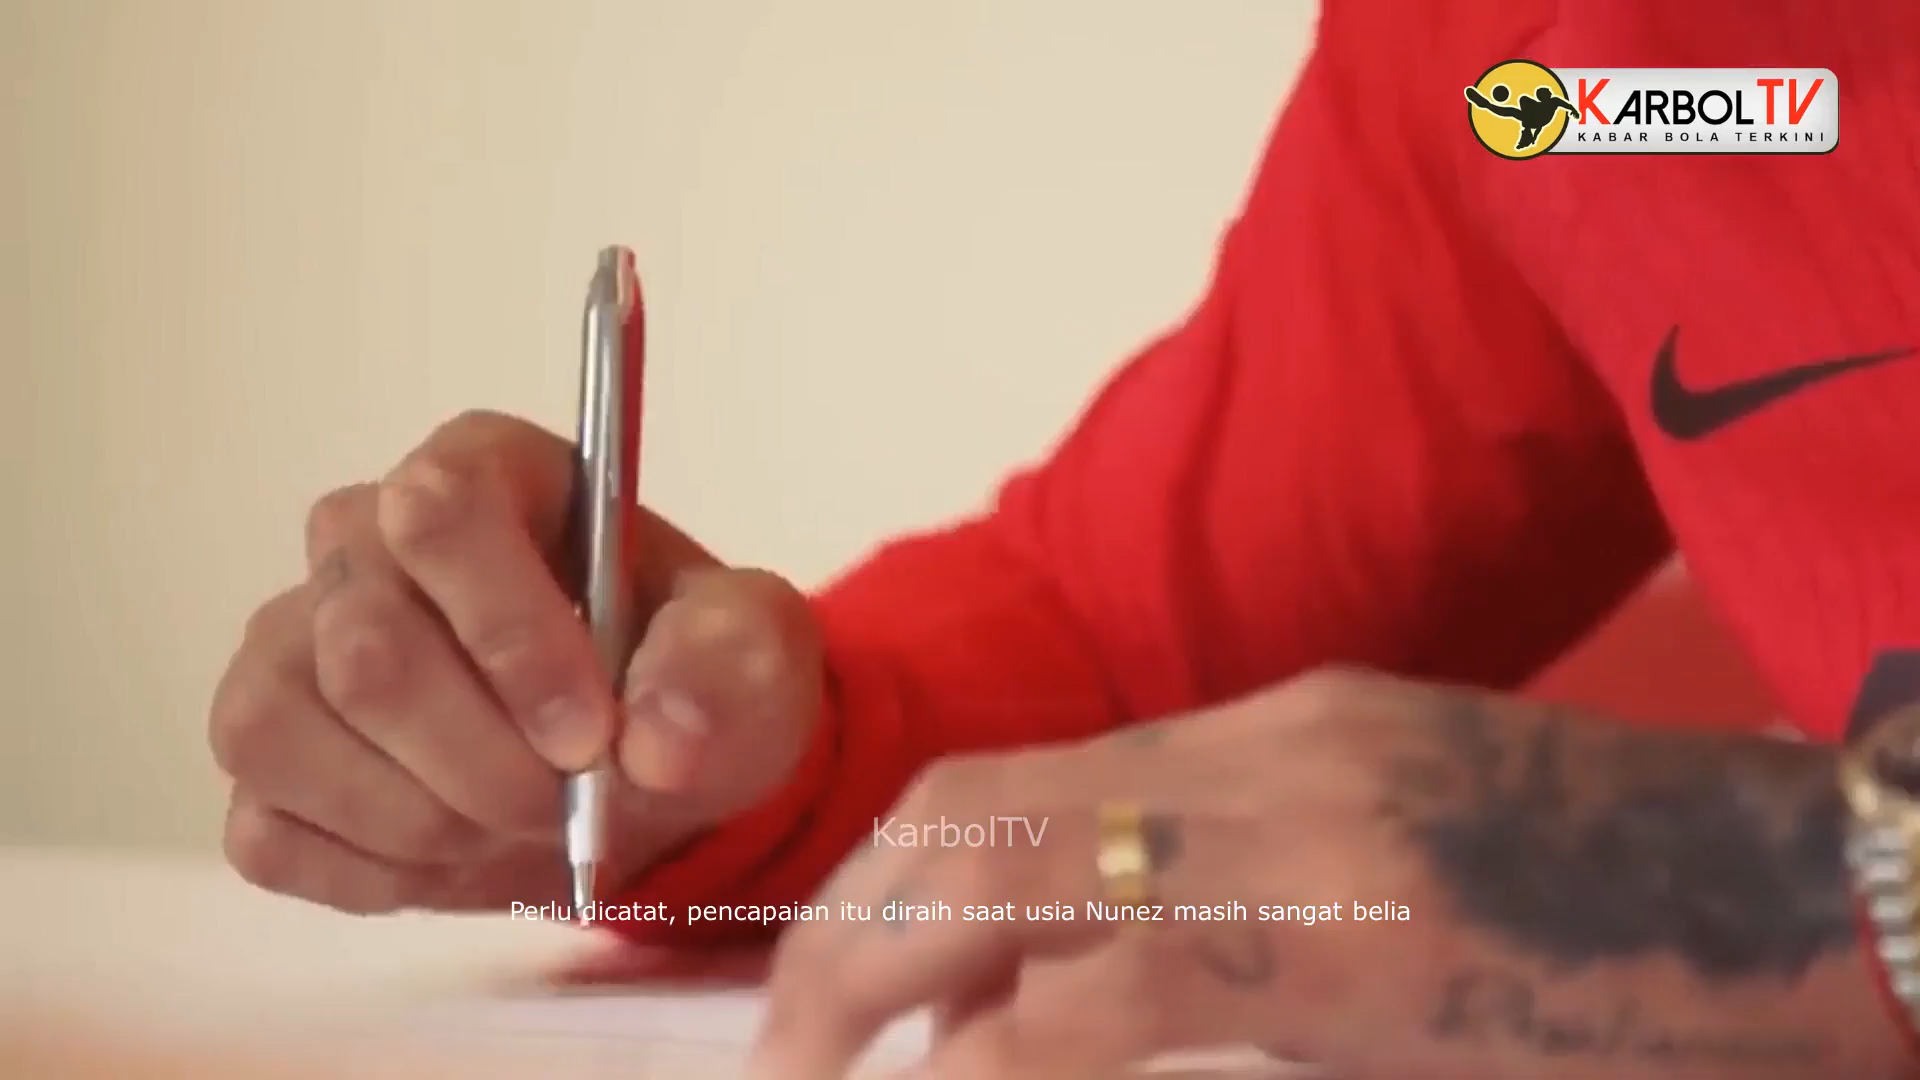 KARBOLTV
KABAR BOLA TERKINI
KarbolTV
Perlu dicatat, pencapaian itu diraih saat usia Nunez masih sangat belia